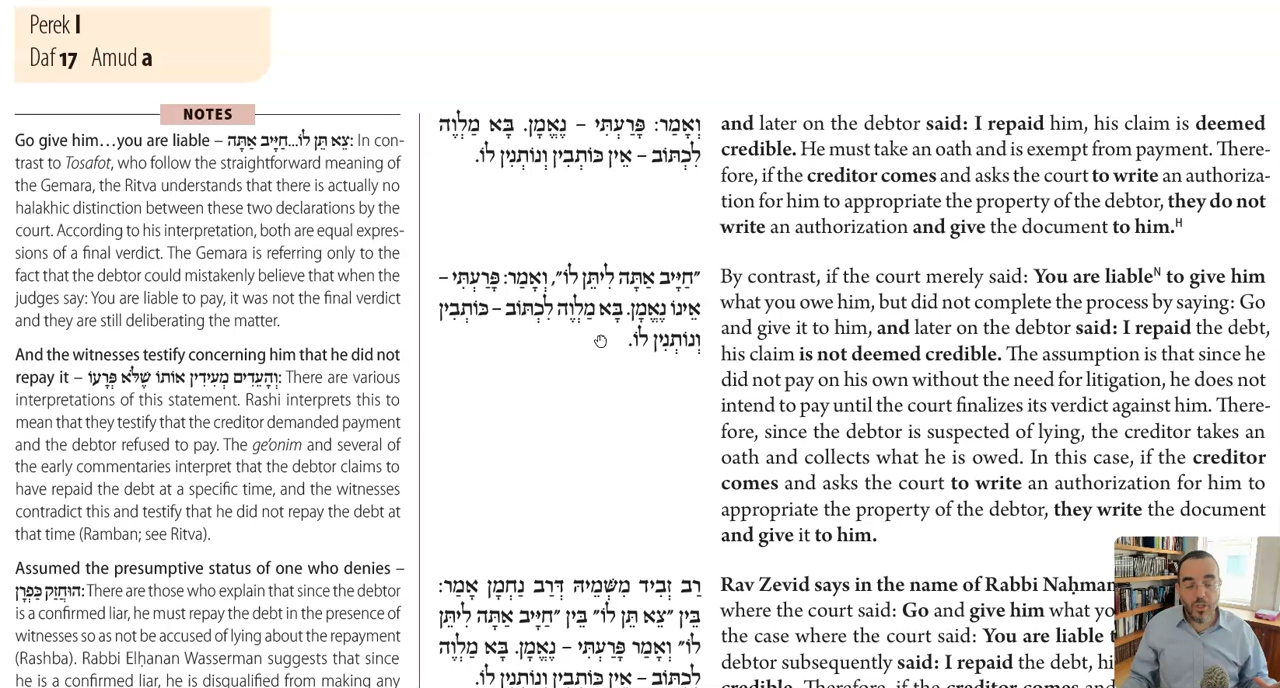 Perek I
Daf 17 Amud a
NOTES
Go give him…you are liable – צֵא תֵּן לוֹ...חַיָּיב אַתָּה: In con-
trast to Tosafot, who follow the straightforward meaning of
the Gemara, the Ritva understands that there is actually no
halakhic distinction between these two declarations by the
court. According to his interpretation, both are equal expres-
sions of a final verdict. The Gemara is referring only to the
fact that the debtor could mistakenly believe that when the
judges say: You are liable to pay, it was not the final verdict
and they are still deliberating the matter.
And the witnesses testify concerning him that he did not
repay it – וְהָעֵדִים מְעִידִין אוֹתוֹ שֶׁלֹּא פְּרָעוֹ: There are various
interpretations of this statement. Rashi interprets this to
mean that they testify that the creditor demanded payment
and the debtor refused to pay. The ge'onim and several of
the early commentaries interpret that the debtor claims to
have repaid the debt at a specific time, and the witnesses
contradict this and testify that he did not repay the debt at
that time (Ramban; see Ritva).
Assumed the presumptive status of one who denies –
הוּחְזַק כַּפְרָן: There are those who explain that since the debtor
is a confirmed liar, he must repay the debt in the presence of
witnesses so as not be accused of lying about the repayment
(Rashba). Rabbi Elḥanan Wasserman suggests that since
he is a confirmed liar, he is disqualified from making any
וְאָמַר: פָּרַעְתִּי – נֶאֱמָן. בָּא מַלְוֶה
לִכְתּוֹב – אֵין כּוֹתְבִין וְנוֹתְנִין לוֹ.
"חַיָּיב אַתָּה לִיתֵּן לוֹ", וְאָמַר: פָּרַעְתִּי –
אֵינוֹ נֶאֱמָן. בָּא מַלְוֶה לִכְתּוֹב – כּוֹתְבִין
וְנוֹתְנִין לוֹ.
רַב זְבִיד מִשְּׁמֵיהּ דְּרַב נַחְמָן אָמַר:
בֵּין "צֵא תֵּן לוֹ" בֵּין "חַיָּיב אַתָּה לִיתֵּן
לוֹ" וְאָמַר פָּרַעְתִּי – נֶאֱמָן. בָּא מַלְוֶה
לִכְתּוֹב – אֵין כּוֹתְבִין וְנוֹתְנִין לוֹ.
and later on the debtor said: I repaid him, his claim is deemed
credible. He must take an oath and is exempt from payment. There-
fore, if the creditor comes and asks the court to write an authoriza-
tion for him to appropriate the property of the debtor, they do not
write an authorization and give the document to him.H
By contrast, if the court merely said: You are liableN to give him
what you owe him, but did not complete the process by saying: Go
and give it to him, and later on the debtor said: I repaid the debt,
his claim is not deemed credible. The assumption is that since he
did not pay on his own without the need for litigation, he does not
intend to pay until the court finalizes its verdict against him. There-
fore, since the debtor is suspected of lying, the creditor takes an
oath and collects what he is owed. In this case, if the creditor
comes and asks the court to write an authorization for him to
appropriate the property of the debtor, they write the document
and give it to him.
Rav Zevid says in the name of Rabbi Naḥman
where the court said: Go and give him what yo
the case where the court said: You are liable t
debtor subsequently said: I repaid the debt, hi
credible. Therefore, if the creditor comes and